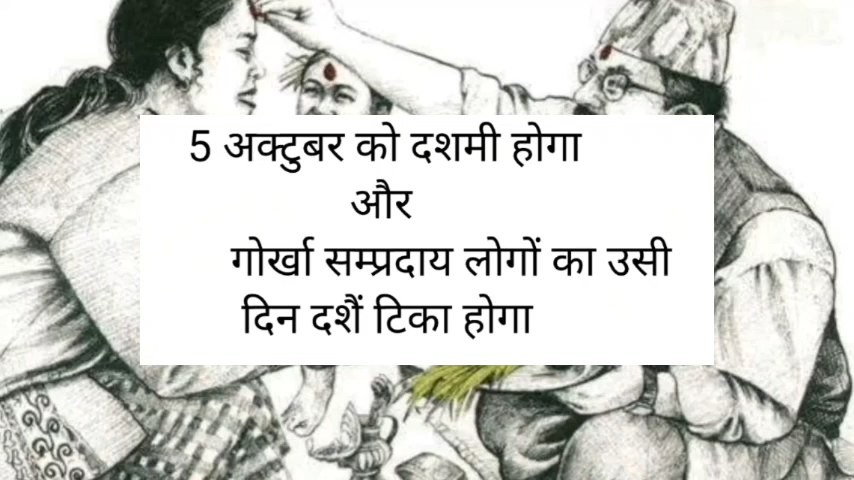 5 अक्टुबर को दशमी होगा
और
गोर्खा सम्प्रदाय लोगों का उसी
दिन दशैं टिका होगा